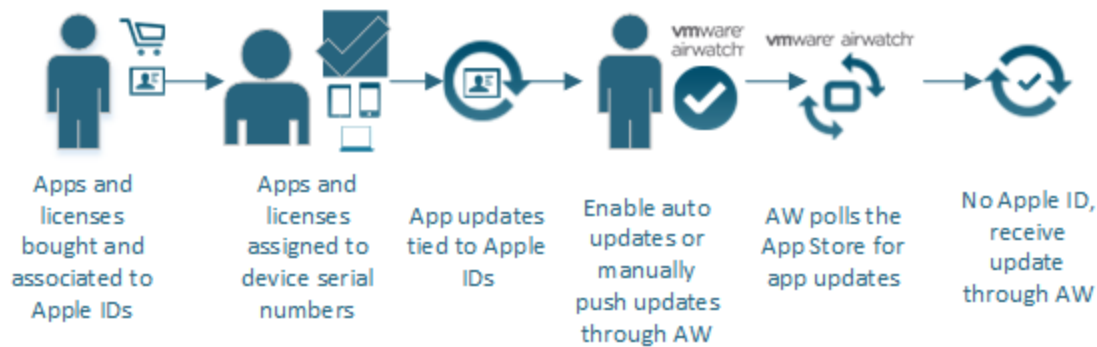 vmware
airwatch
vmware airwatch
Apps and
licenses
bought and
associated to
Apple IDs
Apps and
licenses
assigned to
device serial
numbers
App updates
tied to Apple
IDs
Enable auto
updates or
manually
push updates
through AW
AW polls the
App Store for
app updates
No Apple ID,
receive
update
through AW